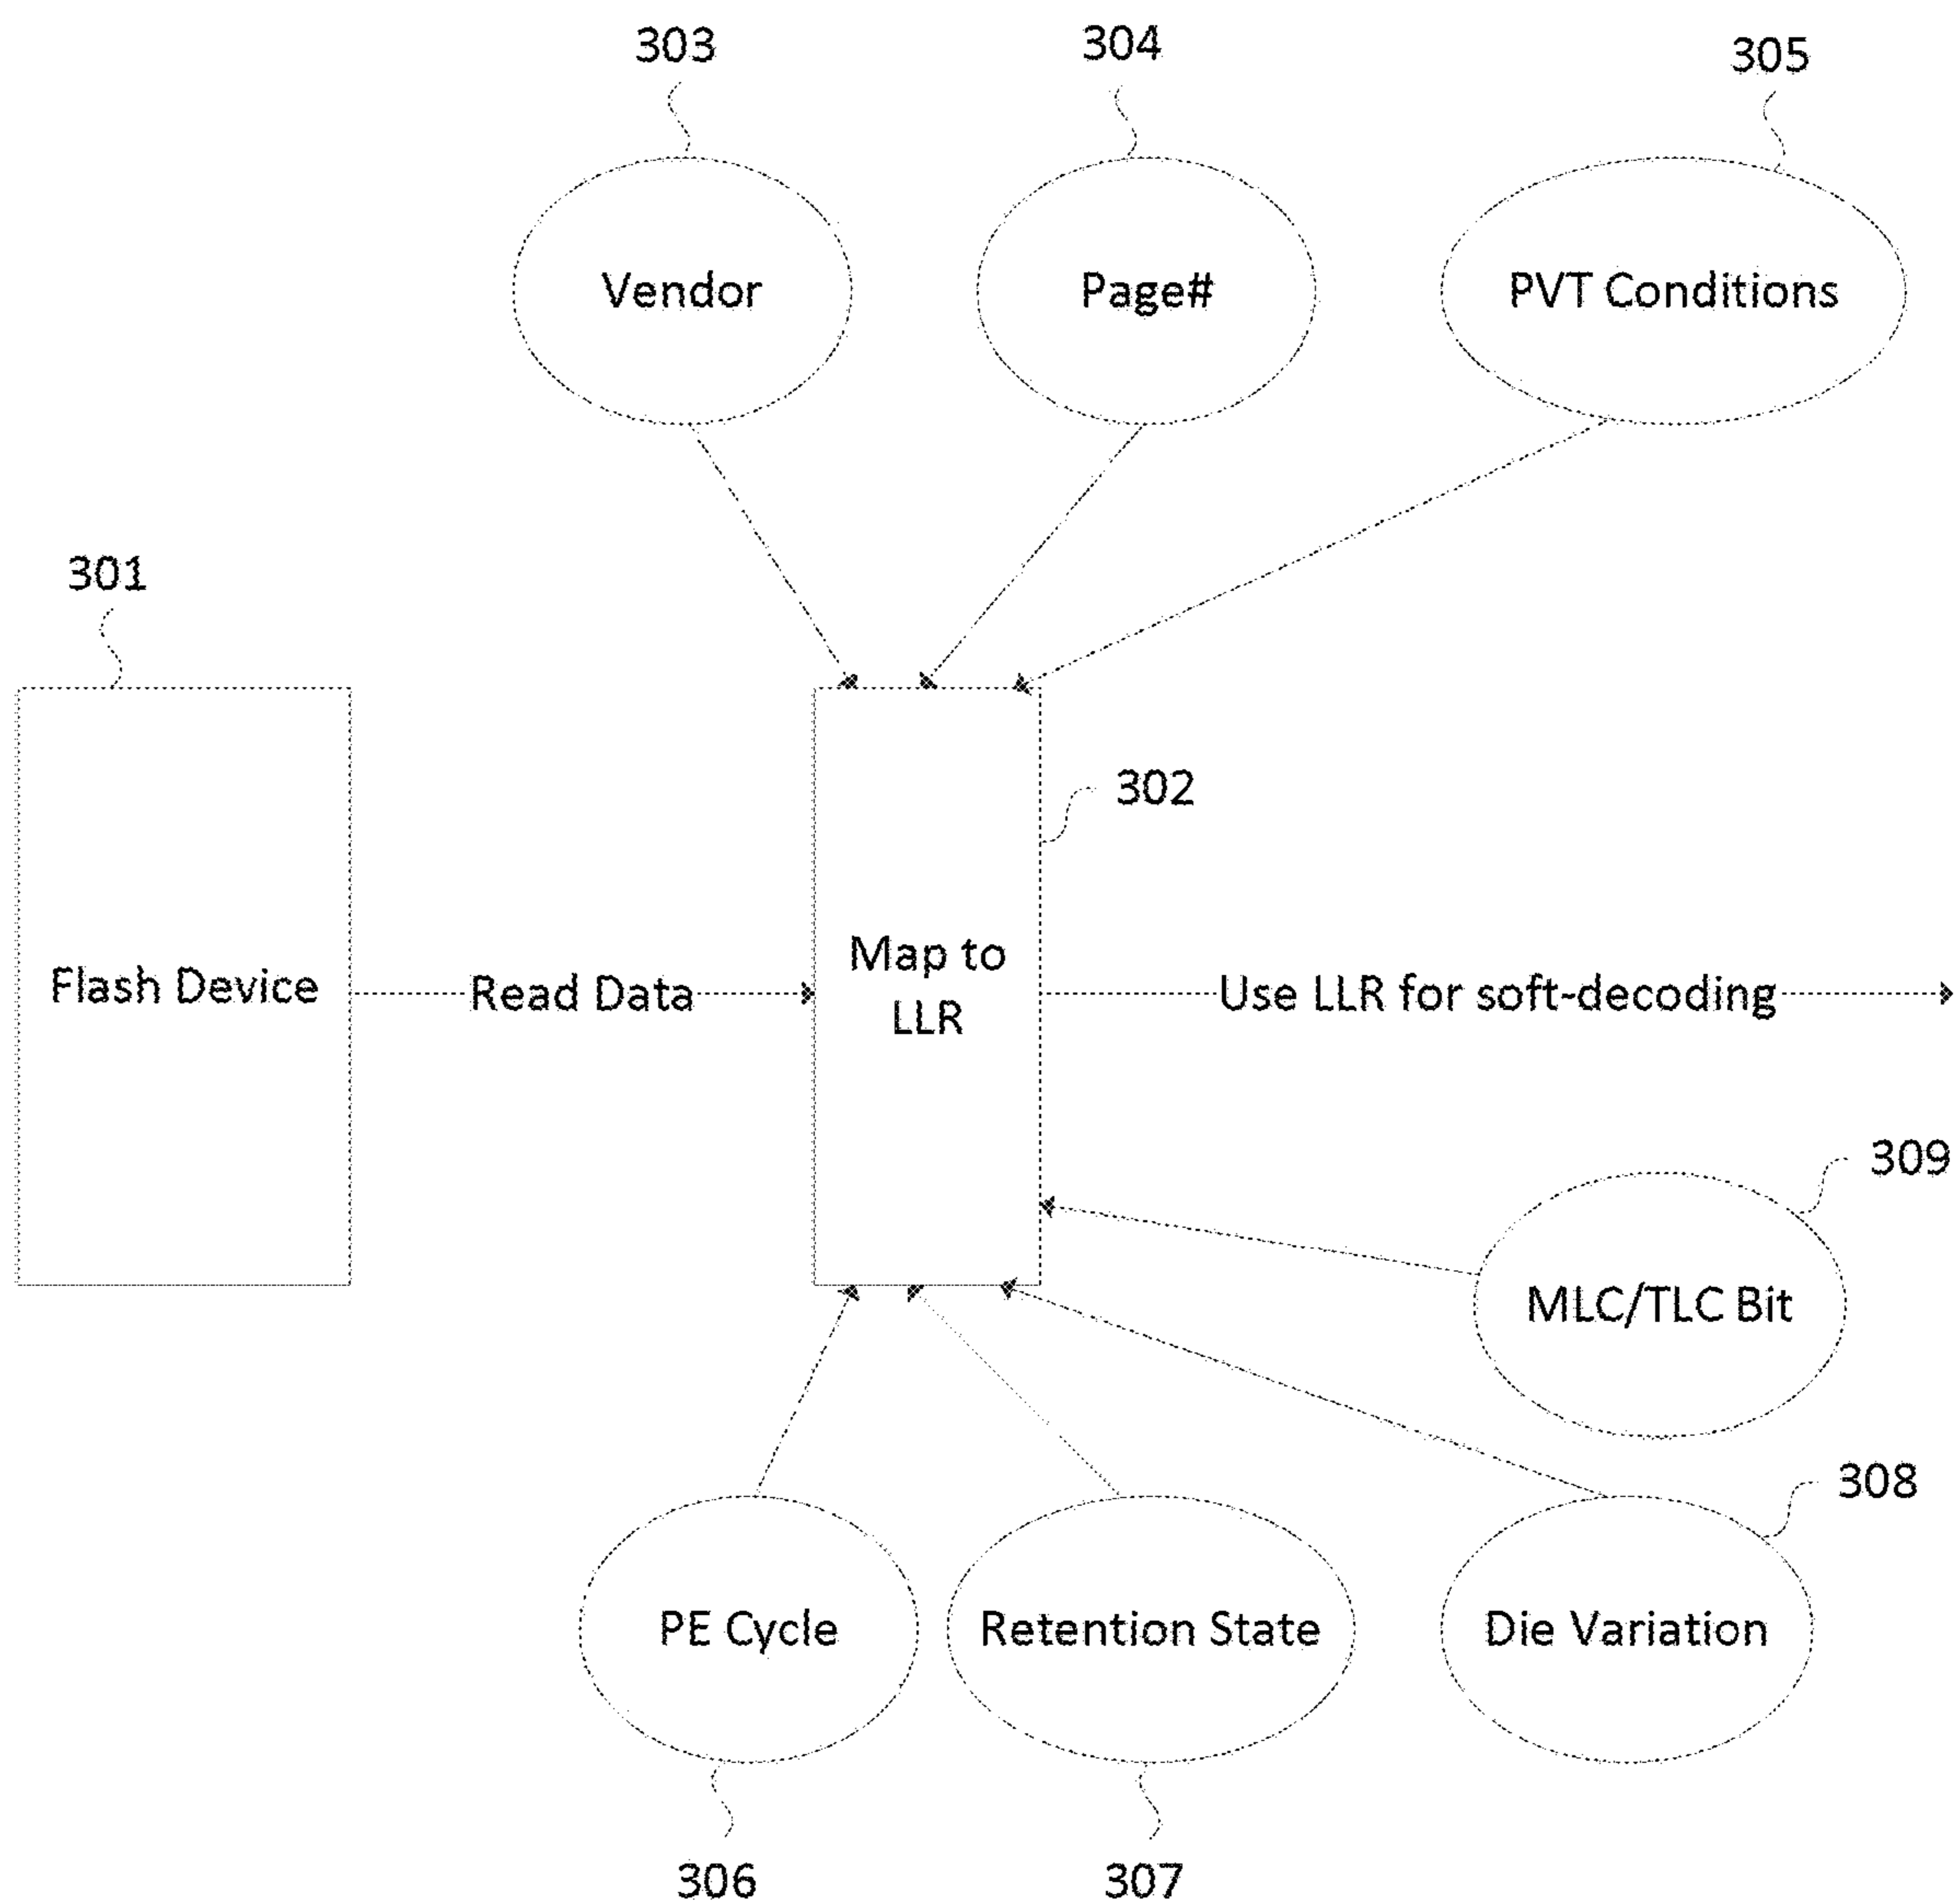 303
304
305
Vendor
Page#
PVT Conditions
301
302
Flash Device
Read Data
Map to
LLR
Use LLR for soft-decoding
309
MLC/TLC Bit
308
PE Cycle
Retention State
Die Variation
306
307